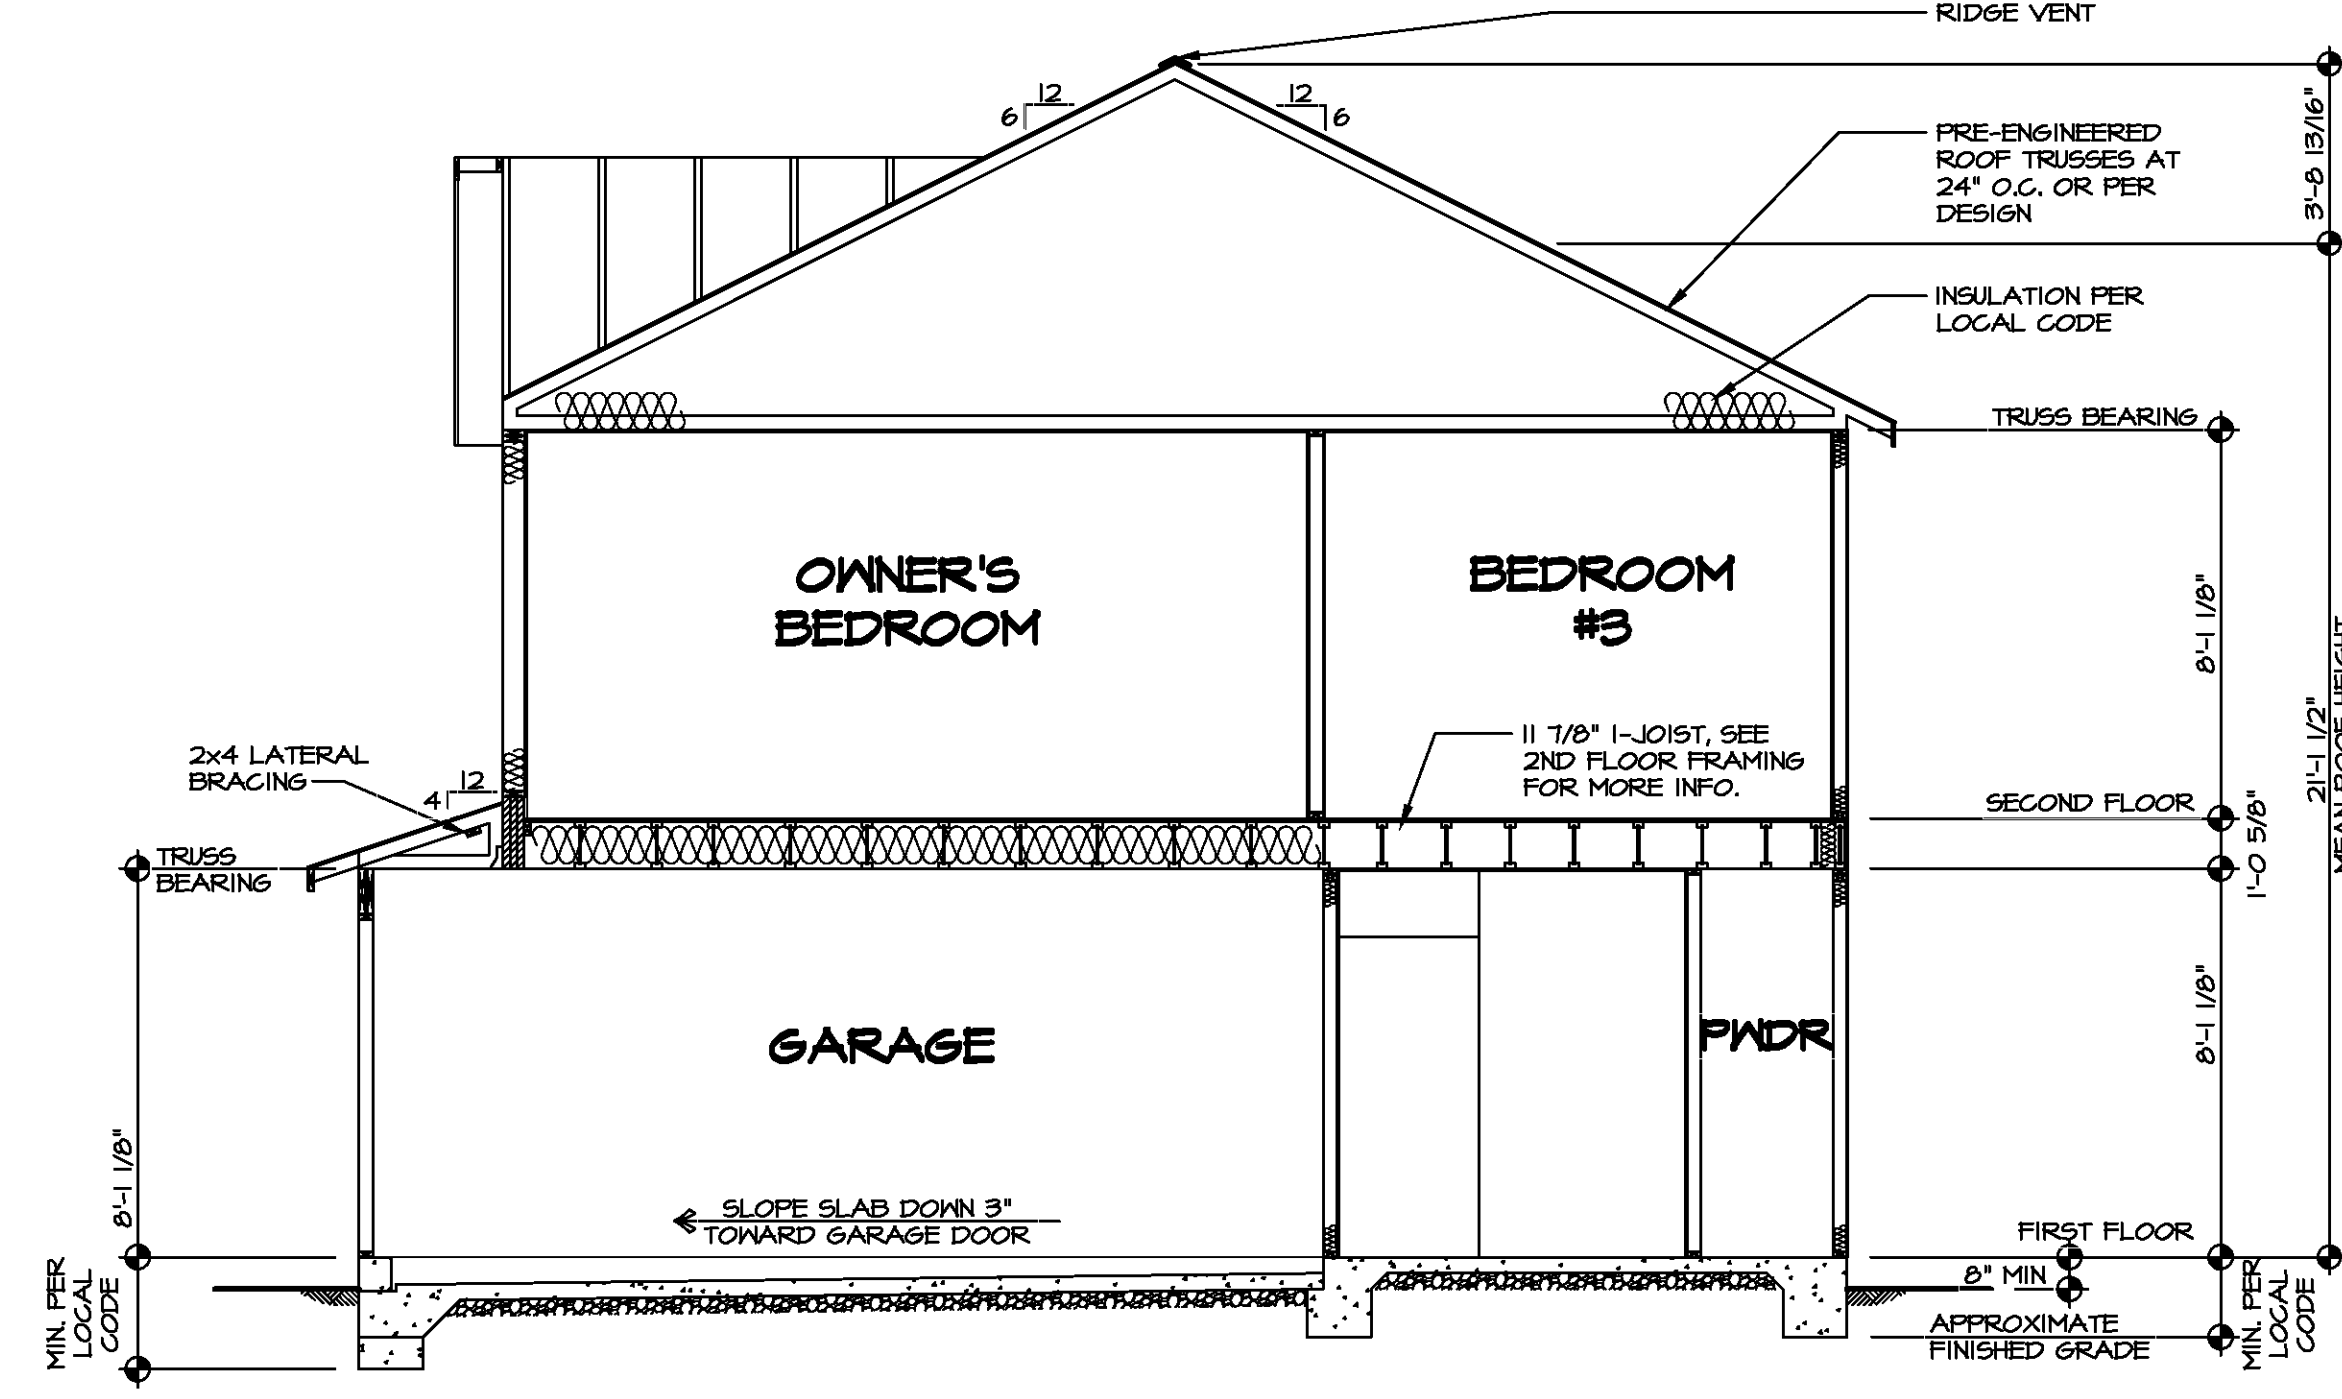 RIDGE VENT
12
6
12
6
PRE-ENGINEERED
ROOF TRUSSES AT
24" O.C. OR PER
DESIGN
3'-8 13/16"
INSULATION PER
LOCAL CODE
TRUSS BEARING
OWNER'S
BEDROOM
BEDROOM
#3
8'-1 1/8"
21'-1 1/2"
MEAN ROOF HEIGHT
2x4 LATERAL
BRACING
12
4
11 7/8" I-JOIST, SEE
2ND FLOOR FRAMING
FOR MORE INFO.
SECOND FLOOR
1'-0 5/8"
TRUSS
BEARING
GARAGE
PWDR
8'-1 1/8"
8'-1 1/8"
SLOPE SLAB DOWN 3"
TOWARD GARAGE DOOR
FIRST FLOOR
8" MIN
MIN. PER
LOCAL
CODE
APPROXIMATE
FINISHED GRADE
MIN. PER
LOCAL
CODE